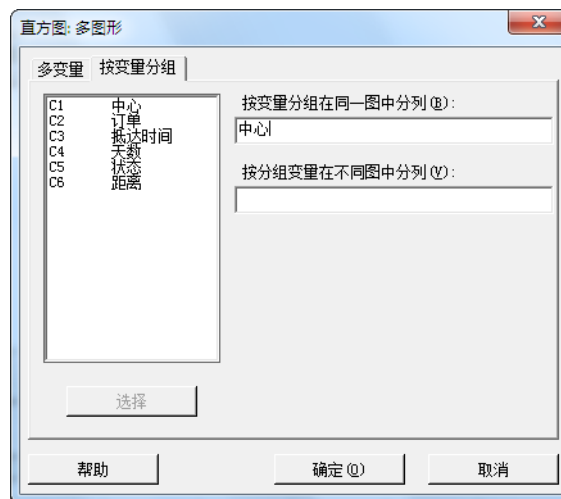 直方图: 多图形
多变量 按变量分组
C1 中心
C2 订单
C3 抵达时间
C4 天数
C5 状态
C6 距离
按变量分组在同一图中分列(B):
中心
按分组变量在不同图中分列(V):
选择
帮助 确定(O) 取消